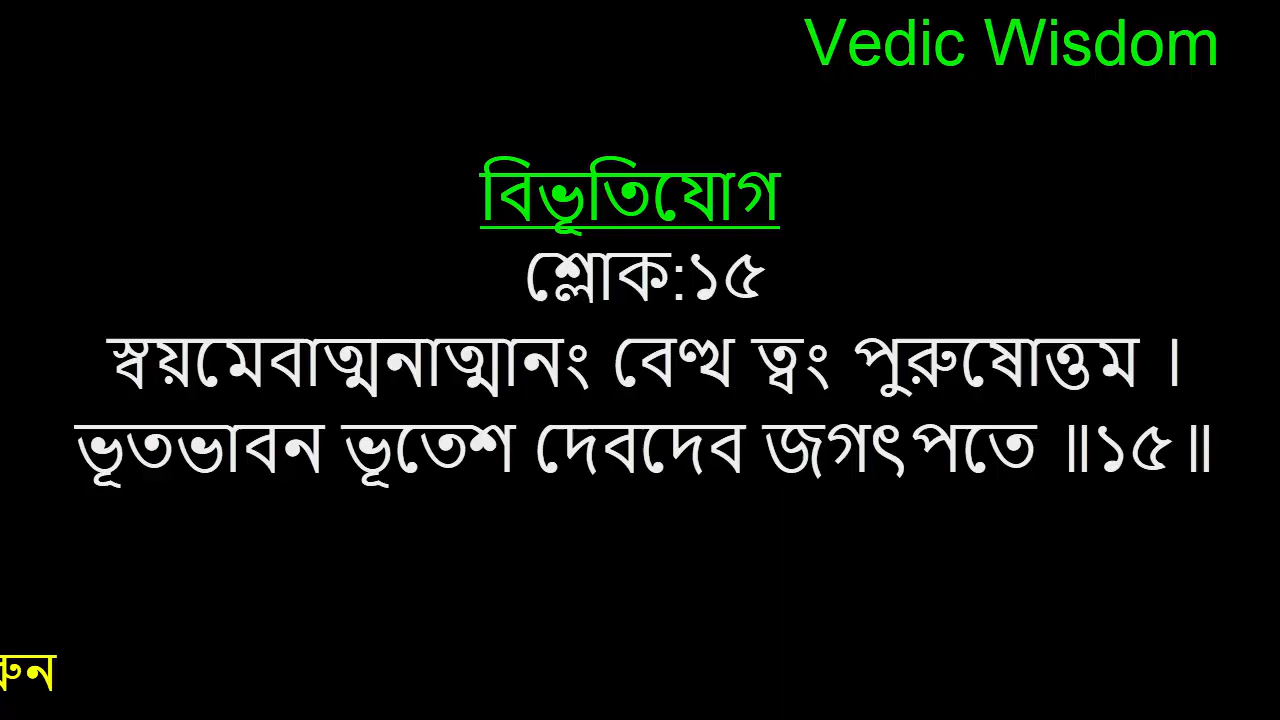 Vedic Wisdom
বিভূতিযোগ
শ্লোক:১৫
স্বয়মেবাত্মনাত্মানং বেত্থ ত্বং পুরুষোত্তম ।
ভূতভাবন ভূতেশ দেবদেব জগৎপতে ॥১৫॥